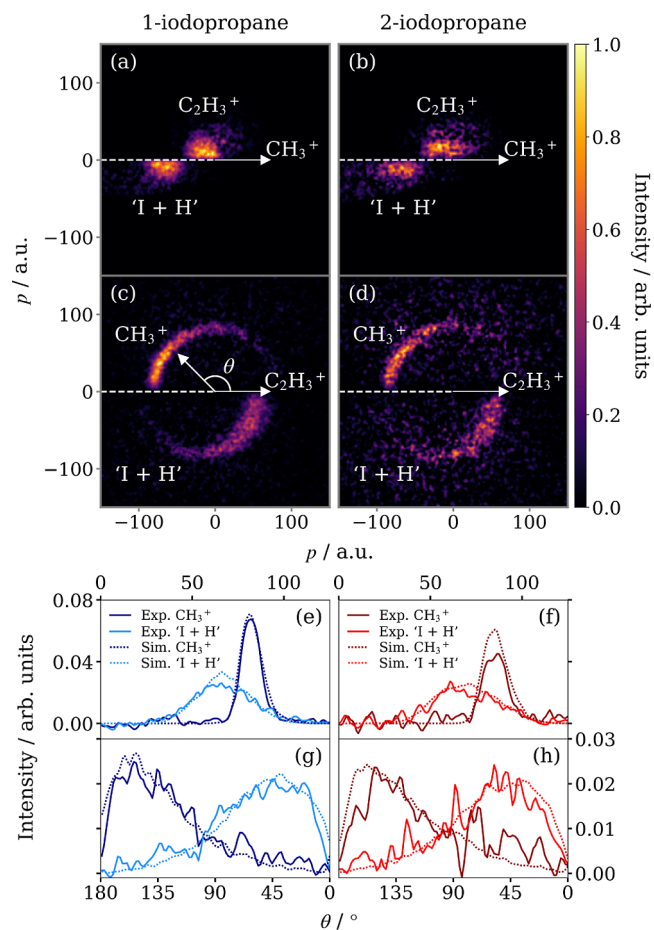 1-iodopropane 2-iodopropane
(a) (b) 1.0
100
C₂H₃⁺ C₂H₃⁺
CH₃⁺ CH₃⁺
0 0.8
‘I + H’ ‘I + H’
−100
p / a.u. 0.6 Intensity / arb. units
(c) (d)
100
CH₃⁺ CH₃⁺ 0.4
θ
C₂H₃⁺ C₂H₃⁺
0
0.2
−100
‘I + H’ ‘I + H’
0.0
−100 0 100 −100 0 100
p / a.u.
0 50 100 0 50 100
0.08
Exp. CH₃⁺ (e) Exp. CH₃⁺ (f)
Exp. ‘I + H’ Exp. ‘I + H’
Sim. CH₃⁺ Sim. CH₃⁺
Sim. ‘I + H’ Sim. ‘I + H’
0.04
0.00
Intensity / arb. units
(g) (h) 0.03
0.02
0.01
0.00
180 135 90 45 0 135 90 45 0
θ / °